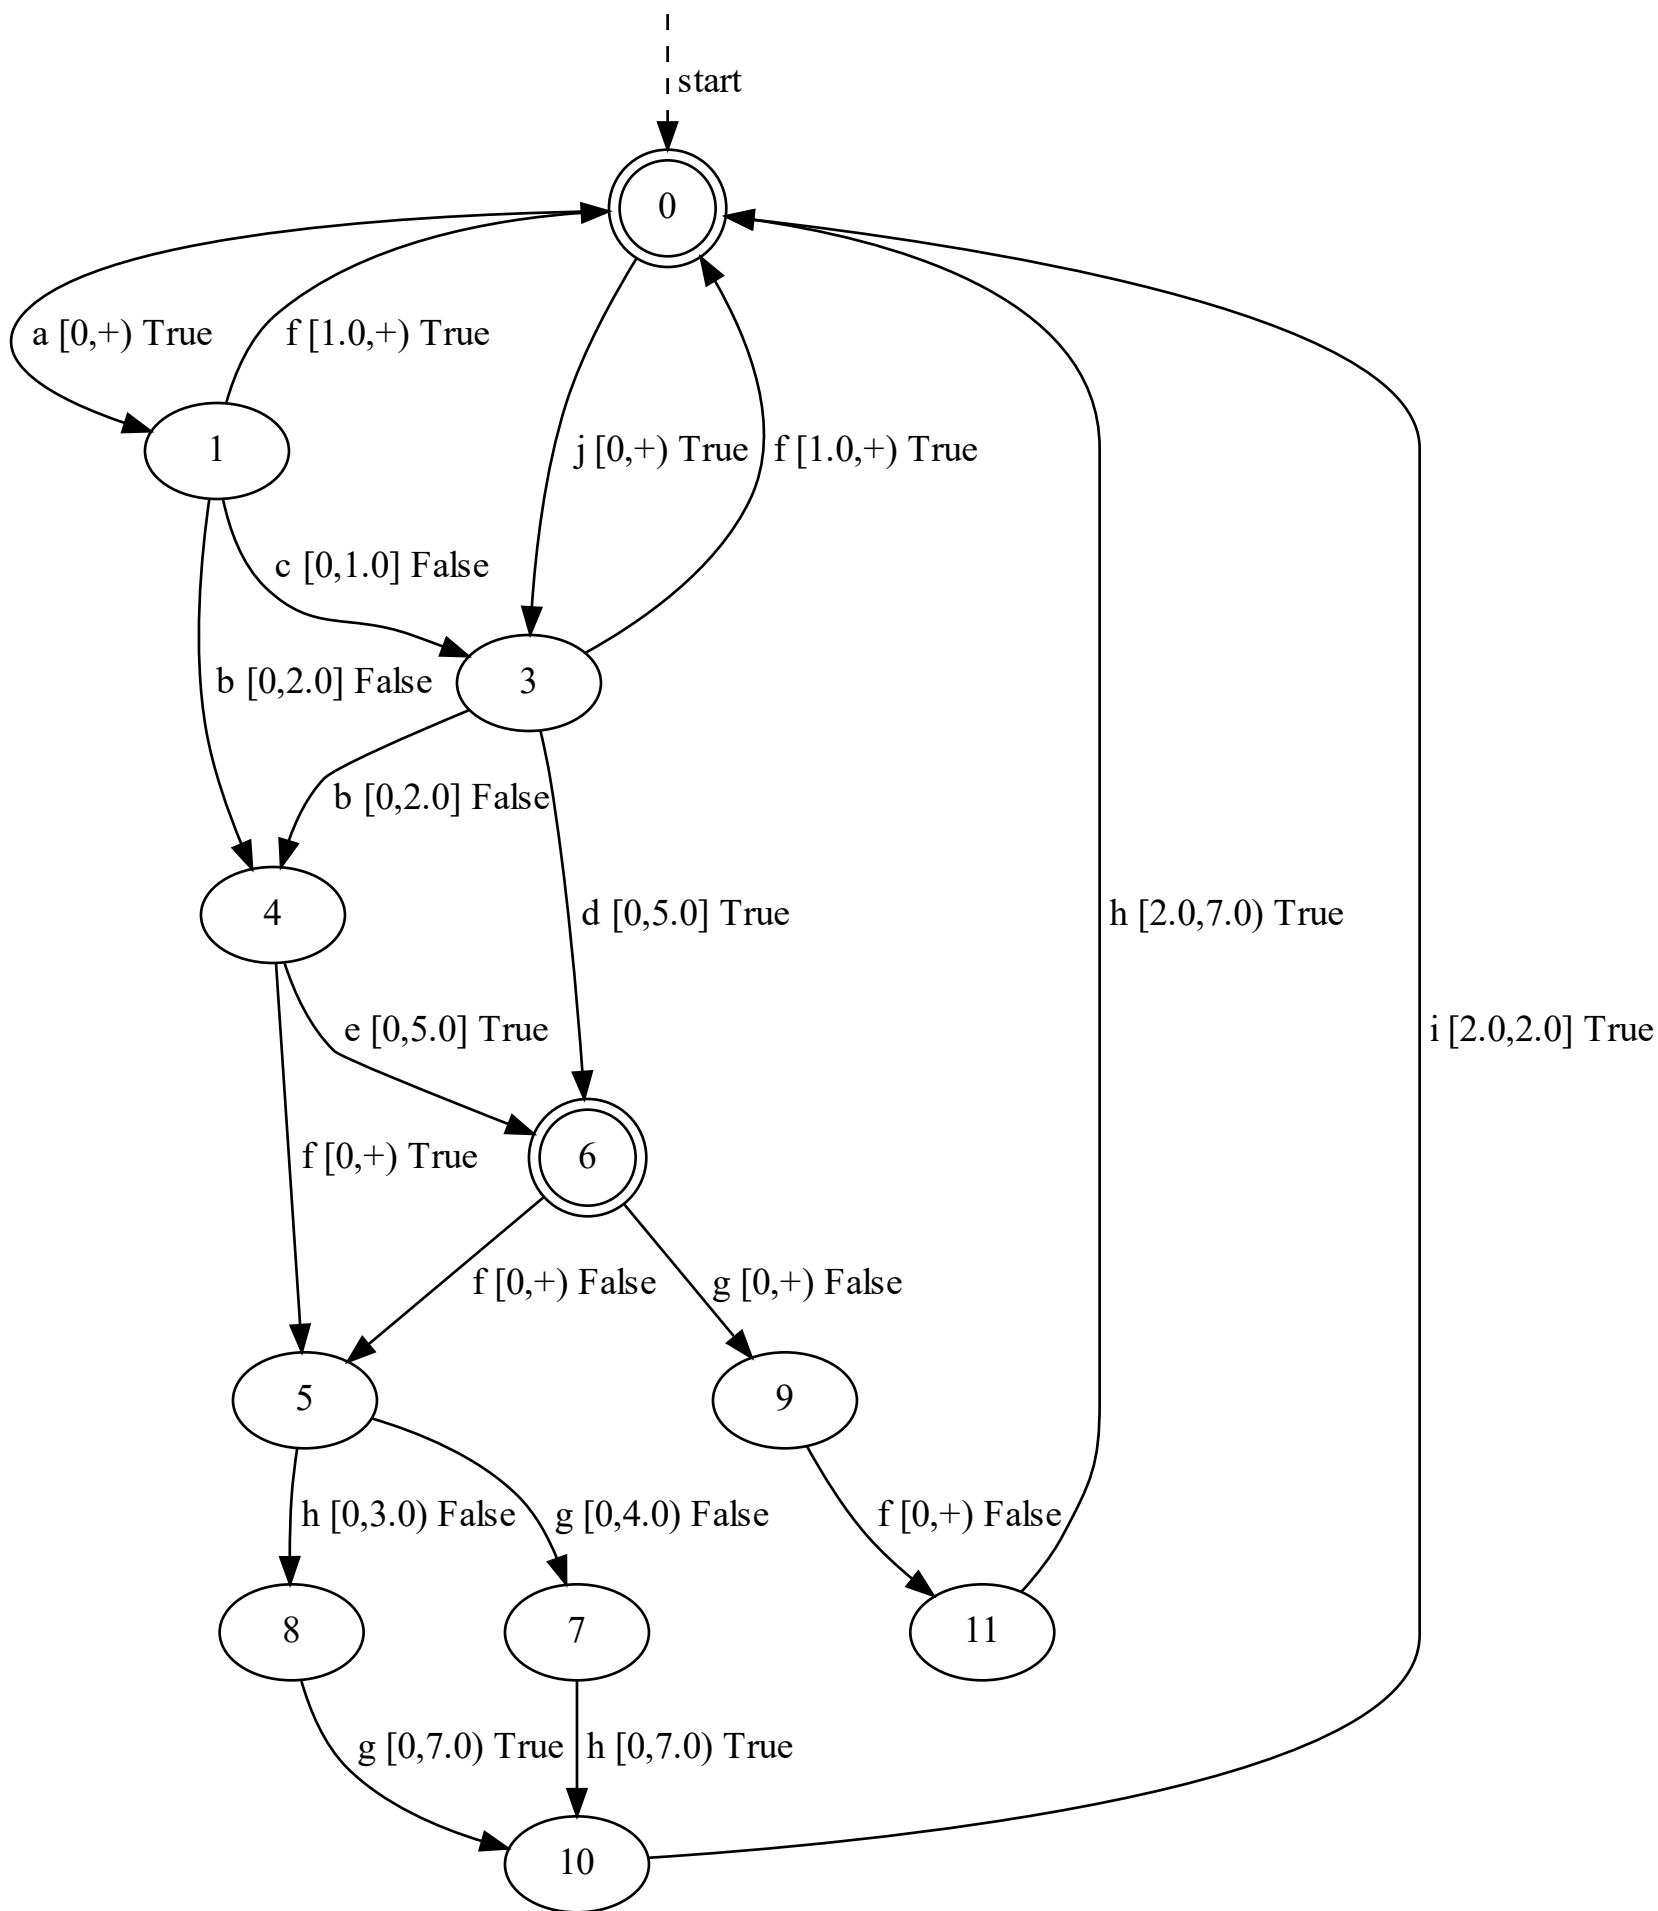 start
0
a [0,+) True
f [1.0,+) True
1
j [0,+) True
f [1.0,+) True
c [0,1.0] False
b [0,2.0] False
3
b [0,2.0] False
4
d [0,5.0] True
h [2.0,7.0) True
e [0,5.0] True
i [2.0,2.0] True
f [0,+) True
6
f [0,+) False
g [0,+) False
5
9
h [0,3.0) False
g [0,4.0) False
f [0,+) False
8
7
11
g [0,7.0) True
h [0,7.0) True
10